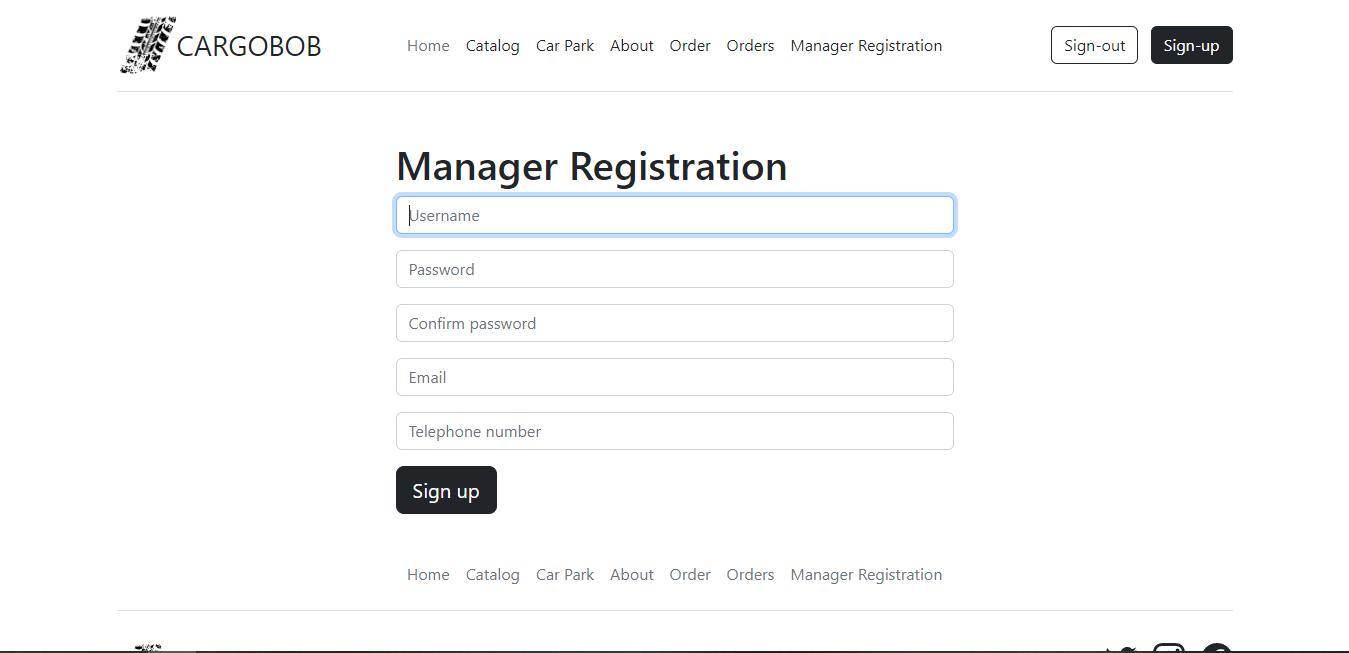 CARGOBOB Home Catalog Car Park About Order Orders Manager Registration Sign-out Sign-up
Manager Registration
Username
Password
Confirm password
Email
Telephone number
Sign up
Home Catalog Car Park About Order Orders Manager Registration